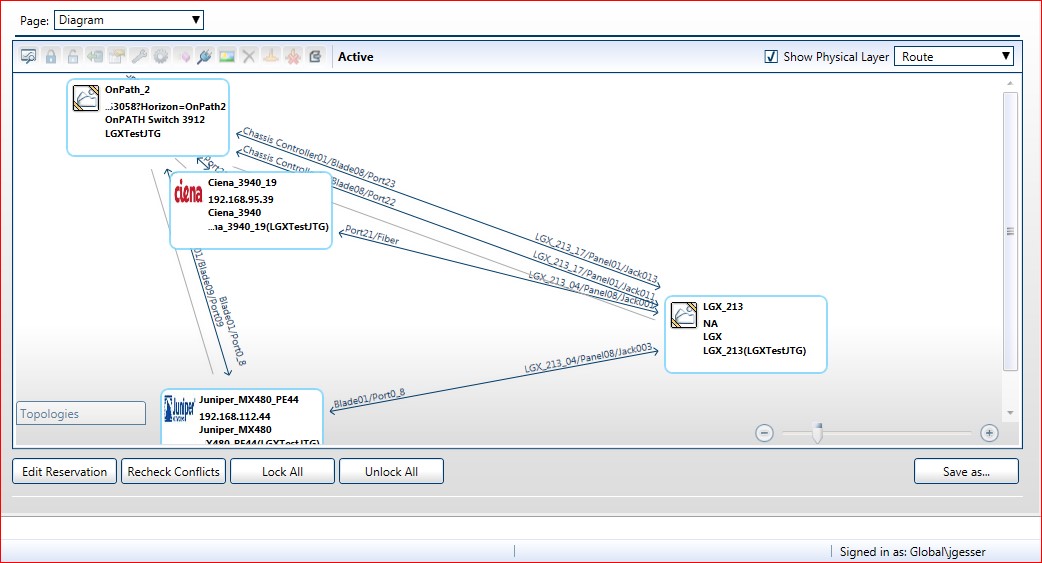 Page: Diagram
Active
Show Physical Layer Route
OnPath_2
..53058?Horizon=OnPath2
OnPATH Switch 3912
LGXTestJTG
Chassis Controller01/Blade08/Port23
Chassis Blade08/Port22
ciena
Ciena_3940_19
192.168.95.39
Ciena_3940
...na_3940_19(LGXTestJTG)
Port21/Fiber
LGX_213_17/Panel01/Jack013
LGX_213_17/Panel01/Jack011
LGX_213_04/Panel08/Jack001
01/Blade09/Port09
Blade01/Port0_8
LGX_213
NA
LGX
LGX_213(LGXTestJTG)
LGX_213_04/Panel08/Jack003
Blade01/Port0_8
Juniper
Juniper_MX480_PE44
192.168.112.44
Juniper_MX480
X480_PE44(LGXTestJTG)
Topologies
Edit Reservation Recheck Conflicts Lock All Unlock All Save as...
Signed in as: Global\jgesser